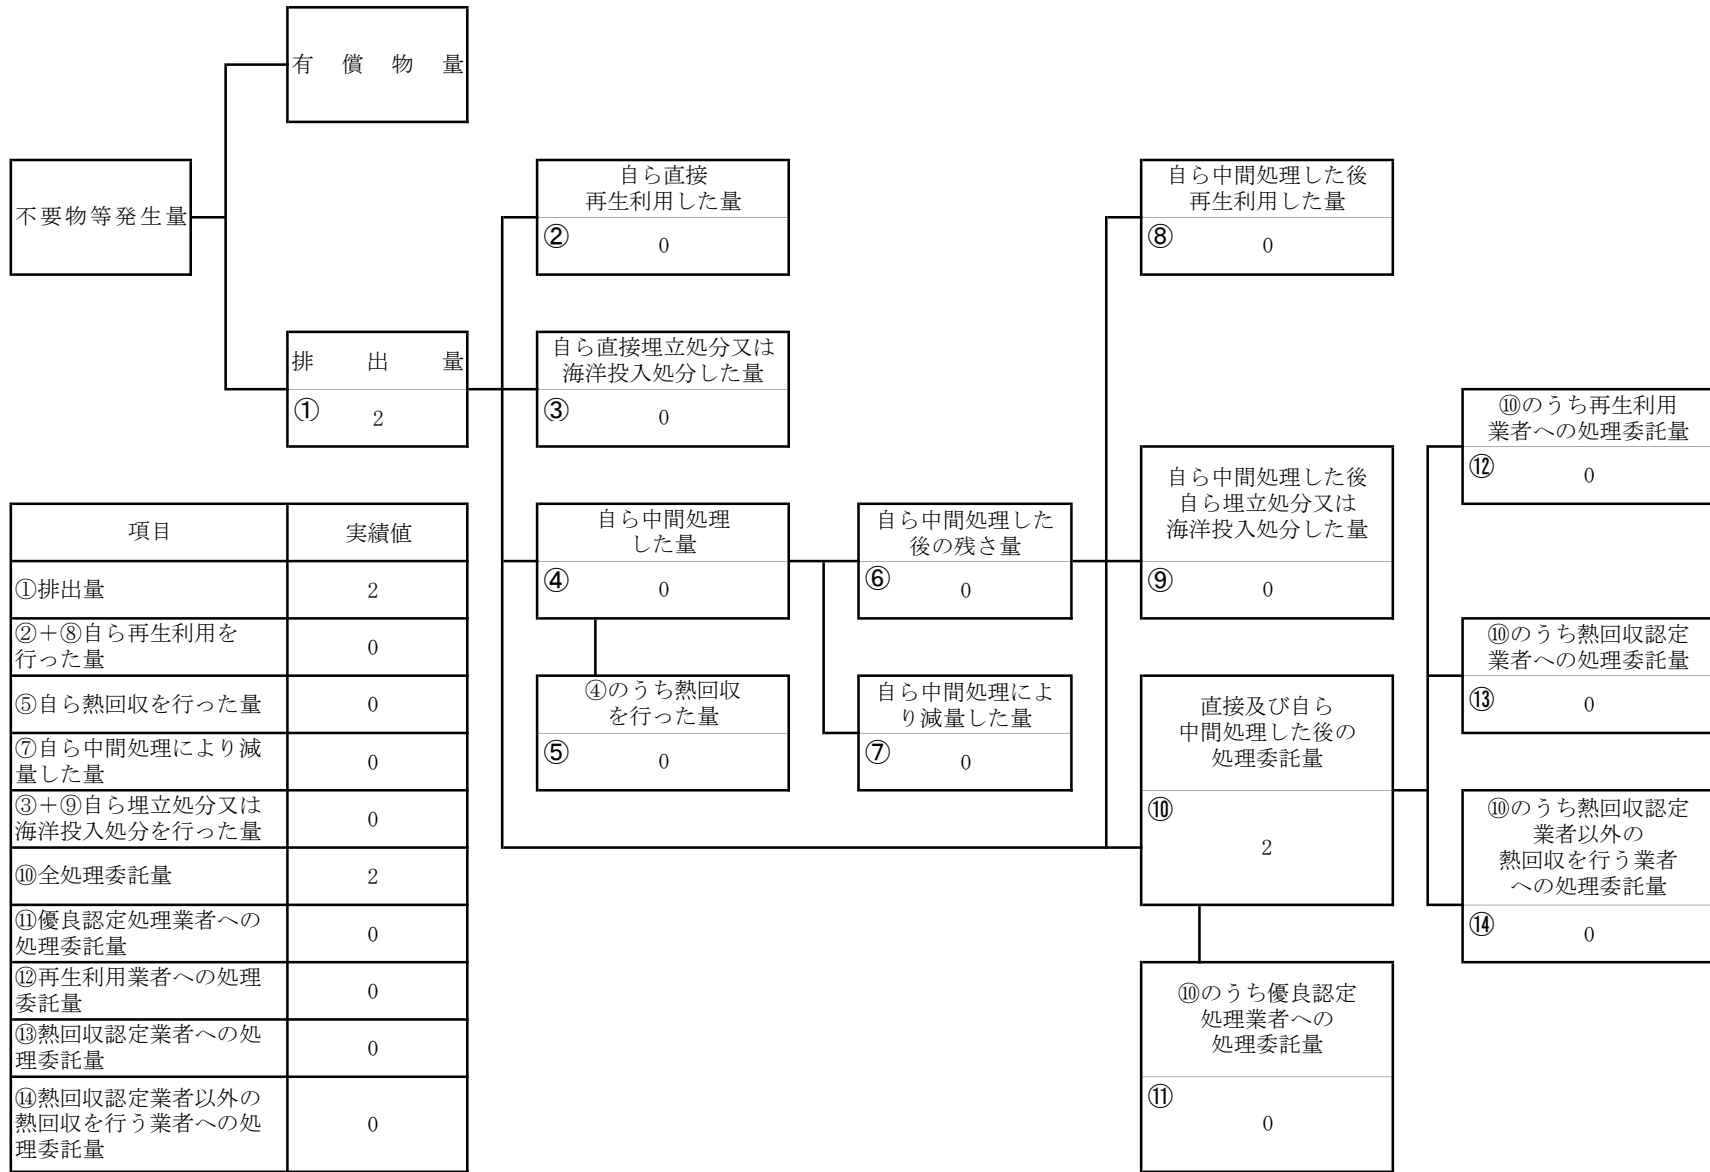 有償物量
不要物等発生量
排出量
① 2
自ら直接
再生利用した量
② 0
自ら直接埋立処分又は
海洋投入処分した量
③ 0
自ら中間処理
した量
④ 0
④のうち熱回収
を行った量
⑤ 0
自ら中間処理した
後の残さ量
⑥ 0
自ら中間処理によ
り減量した量
⑦ 0
自ら中間処理した後
再生利用した量
⑧ 0
自ら中間処理した後
自ら埋立処分又は
海洋投入処分した量
⑨ 0
直接及び自ら
中間処理した後の
処理委託量
⑩
2
⑩のうち優良認定
処理業者への
処理委託量
⑪
0
⑩のうち再生利用
業者への処理委託量
⑫ 0
⑩のうち熱回収認定
業者への処理委託量
⑬ 0
⑩のうち熱回収認定
業者以外の
熱回収を行う業者
への処理委託量
⑭ 0
項目 実績値
①排出量 2
②+⑧自ら再生利用を
行った量 0
⑤自ら熱回収を行った量 0
⑦自ら中間処理により減
量した量 0
③+⑨自ら埋立処分又は
海洋投入処分を行った量 0
⑩全処理委託量 2
⑪優良認定処理業者への
処理委託量 0
⑫再生利用業者への処理
委託量 0
⑬熱回収認定業者への処
理委託量 0
⑭熱回収認定業者以外の
熱回収を行う業者への処
理委託量 0